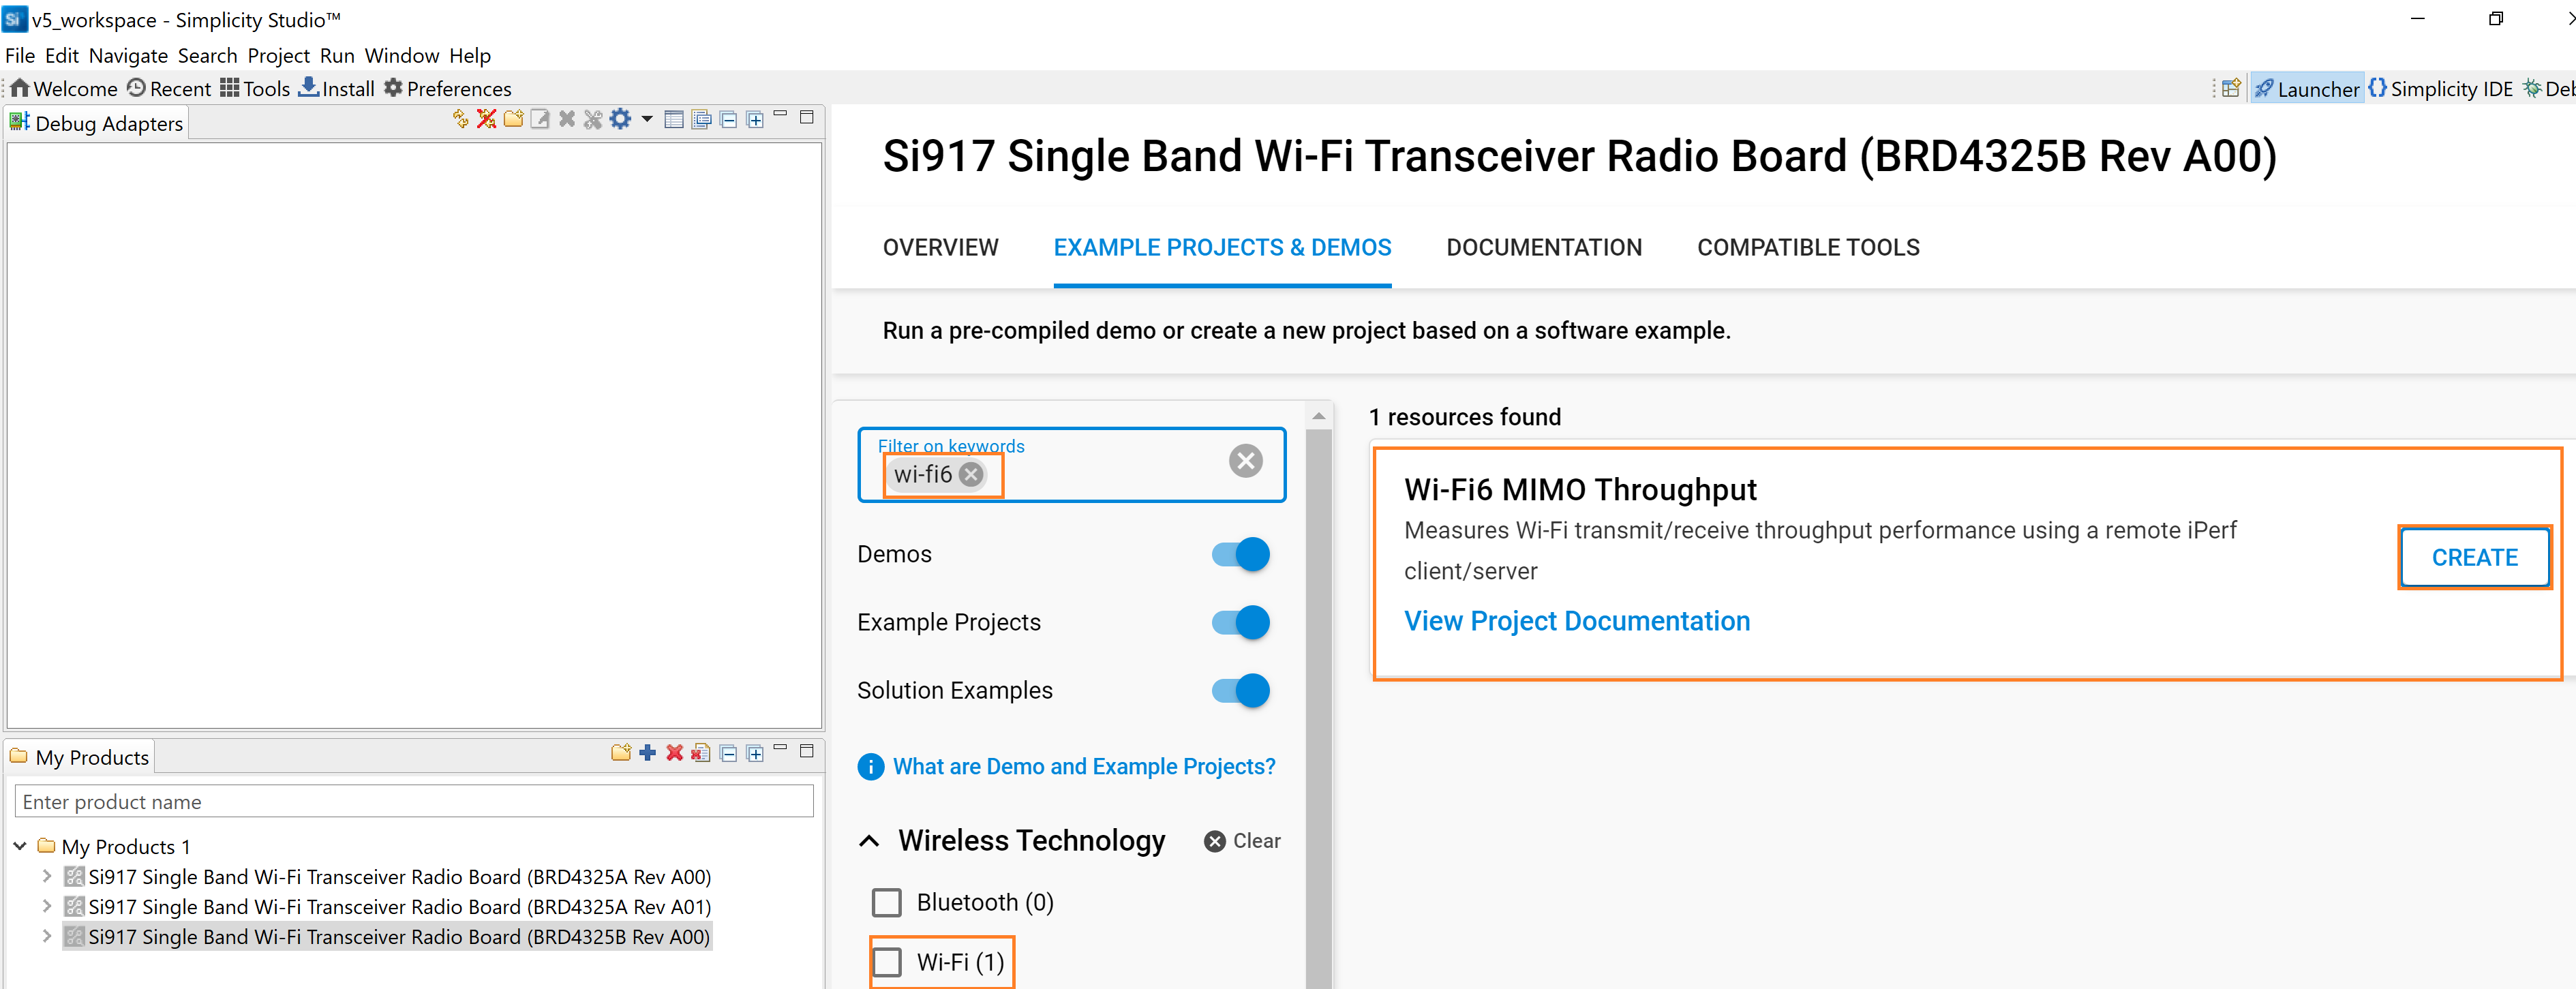 Si v5_workspace - Simplicity Studio™
File Edit Navigate Search Project Run Window Help
Welcome Recent Tools Install Preferences
Launcher Simplicity IDE Deb
Debug Adapters
Si917 Single Band Wi-Fi Transceiver Radio Board (BRD4325B Rev A00)
OVERVIEW EXAMPLE PROJECTS & DEMOS DOCUMENTATION COMPATIBLE TOOLS
Run a pre-compiled demo or create a new project based on a software example.
Filter on keywords
wi-fi6
Demos
Example Projects
Solution Examples
What are Demo and Example Projects?
Wireless Technology Clear
Bluetooth (0)
Wi-Fi (1)
1 resources found
Wi-Fi6 MIMO Throughput
Measures Wi-Fi transmit/receive throughput performance using a remote iPerf
client/server
View Project Documentation
CREATE
My Products
Enter product name
My Products 1
Si917 Single Band Wi-Fi Transceiver Radio Board (BRD4325A Rev A00)
Si917 Single Band Wi-Fi Transceiver Radio Board (BRD4325A Rev A01)
Si917 Single Band Wi-Fi Transceiver Radio Board (BRD4325B Rev A00)